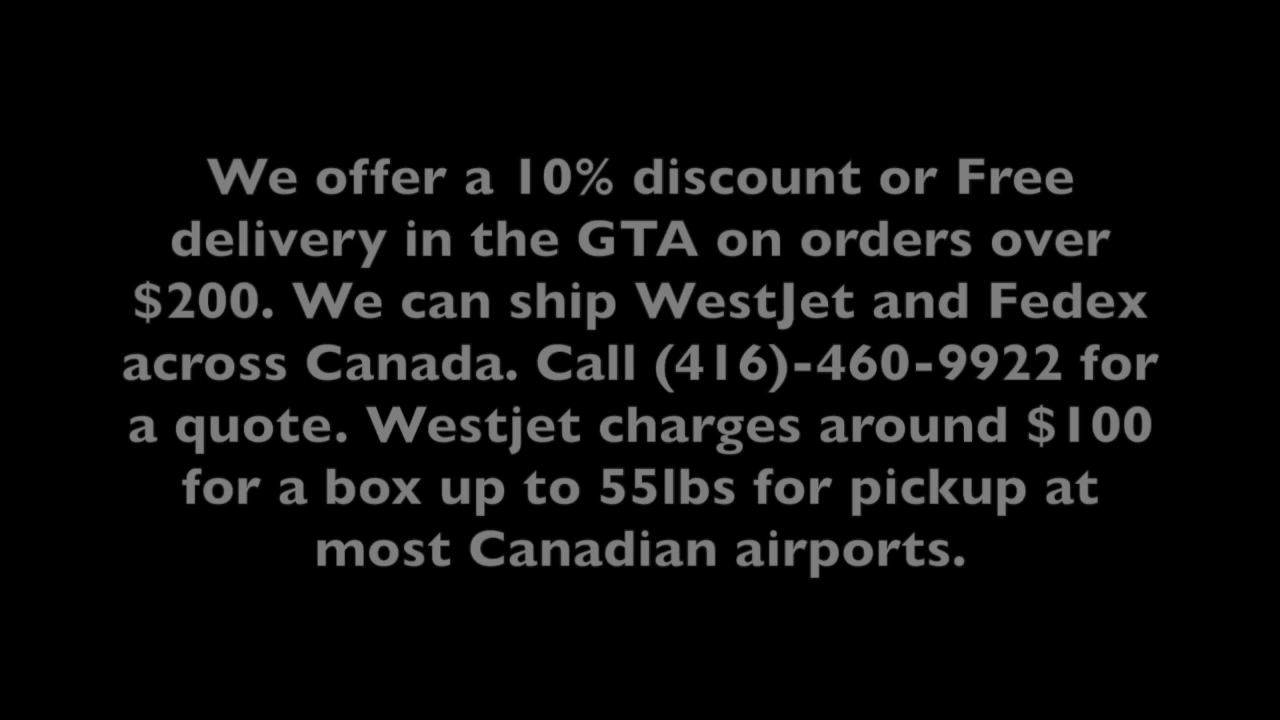 We offer a 10% discount or Free
delivery in the GTA on orders over
$200. We can ship WestJet and Fedex
across Canada. Call (416)-460-9922 for
a quote. Westjet charges around $100
for a box up to 55lbs for pickup at
most Canadian airports.